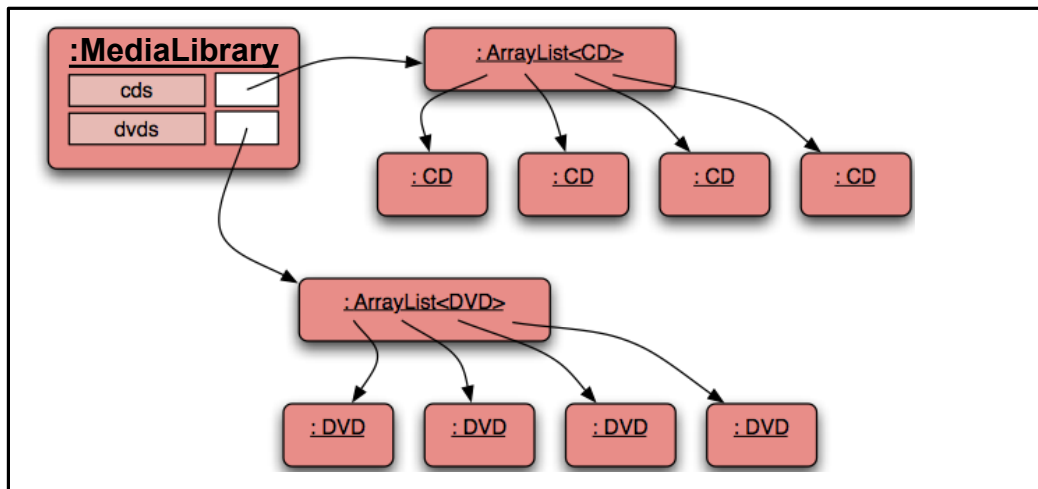 :MediaLibrary
cds
dvds
: ArrayList<CD>
: CD
: CD
: CD
: CD
: ArrayList<DVD>
: DVD
: DVD
: DVD
: DVD